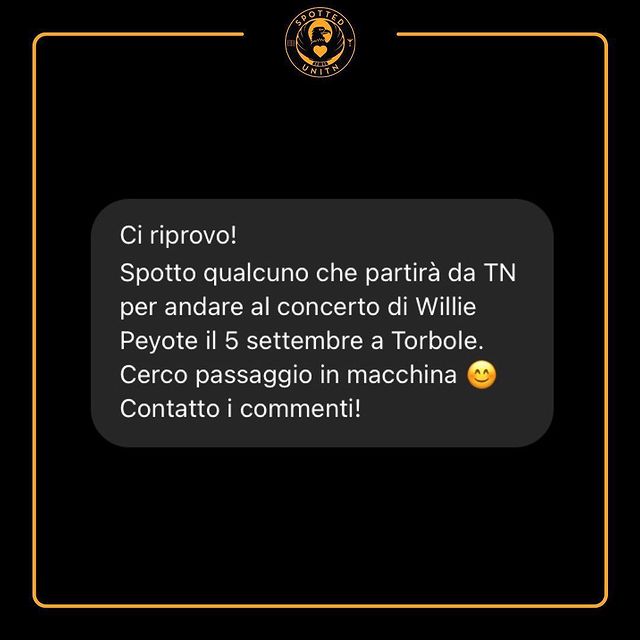 SPOTTED
UNITN
Ci riprovo!
Spotto qualcuno che partirà da TN
per andare al concerto di Willie
Peyote il 5 settembre a Torbole.
Cerco passaggio in macchina 😊
Contatto i commenti!